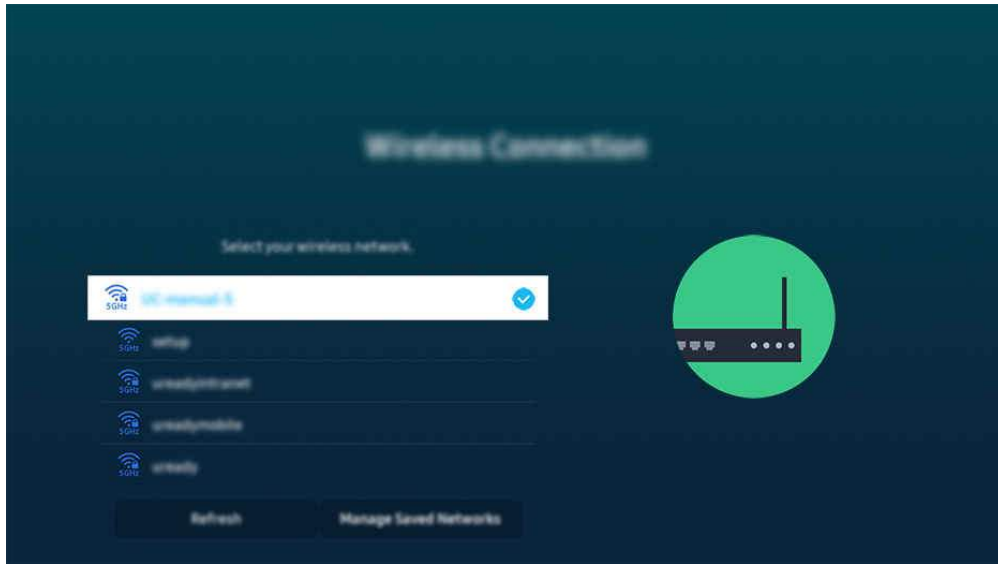 Wireless Connection
Select your wireless network.
5GHz UC-manual-5
5GHz setup
5GHz ureadyintranet
5GHz ureadymobile
5GHz uready
Refresh Manage Saved Networks